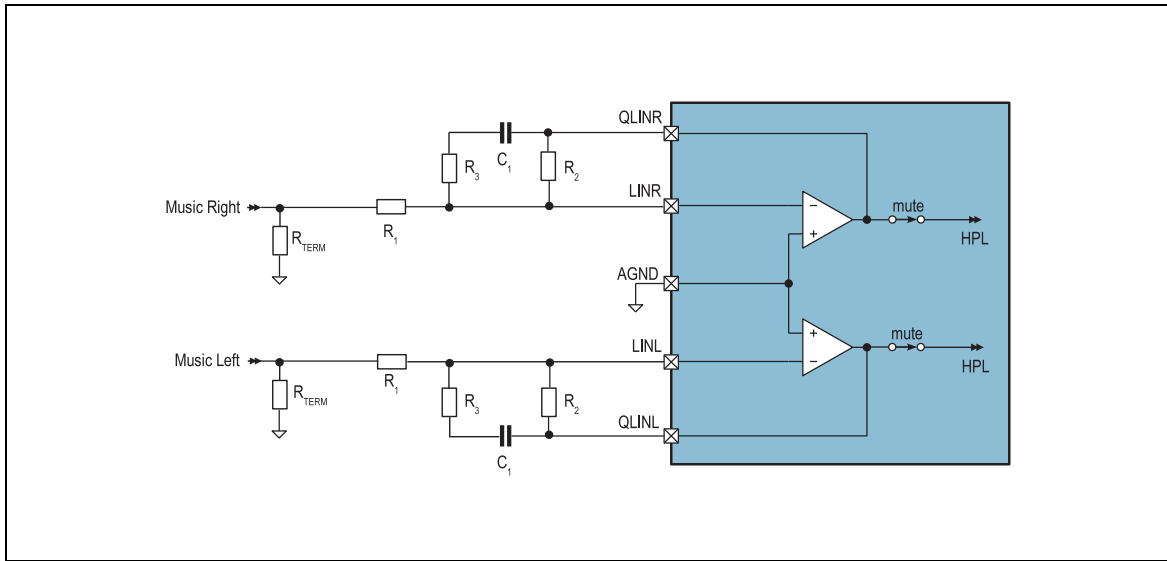 QLINR
C1
R3
R2
LINR
Music Right
R1
RTERM
mute
HPL
AGND
mute
HPL
Music Left
R1
LINL
RTERM
R3
R2
C1
QLINL
− +
+ −